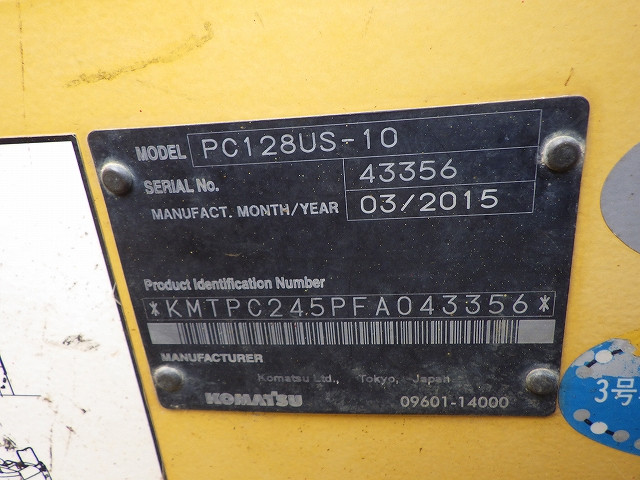 MODEL PC128US-10
SERIAL No. 43356
MANUFACT. MONTH/YEAR 03/2015
Product Identification Number
*KMTPC245PFA043356*
MANUFACTURER
Komatsu Ltd., Tokyo, Japan
KOMATSU 09601-14000
3号